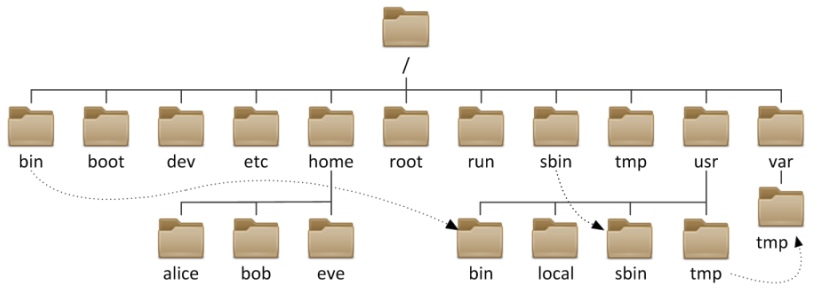 /
bin boot dev etc home root run sbin tmp usr var
tmp
alice bob eve bin local sbin tmp